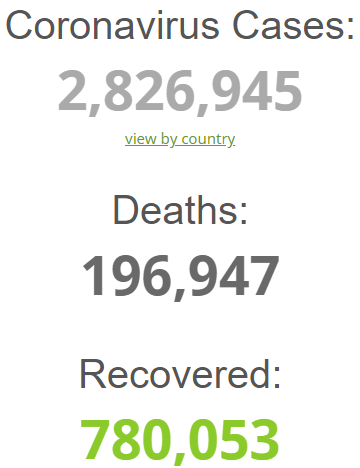 Coronavirus Cases:
2,826,945
view by country
Deaths:
196,947
Recovered:
780,053